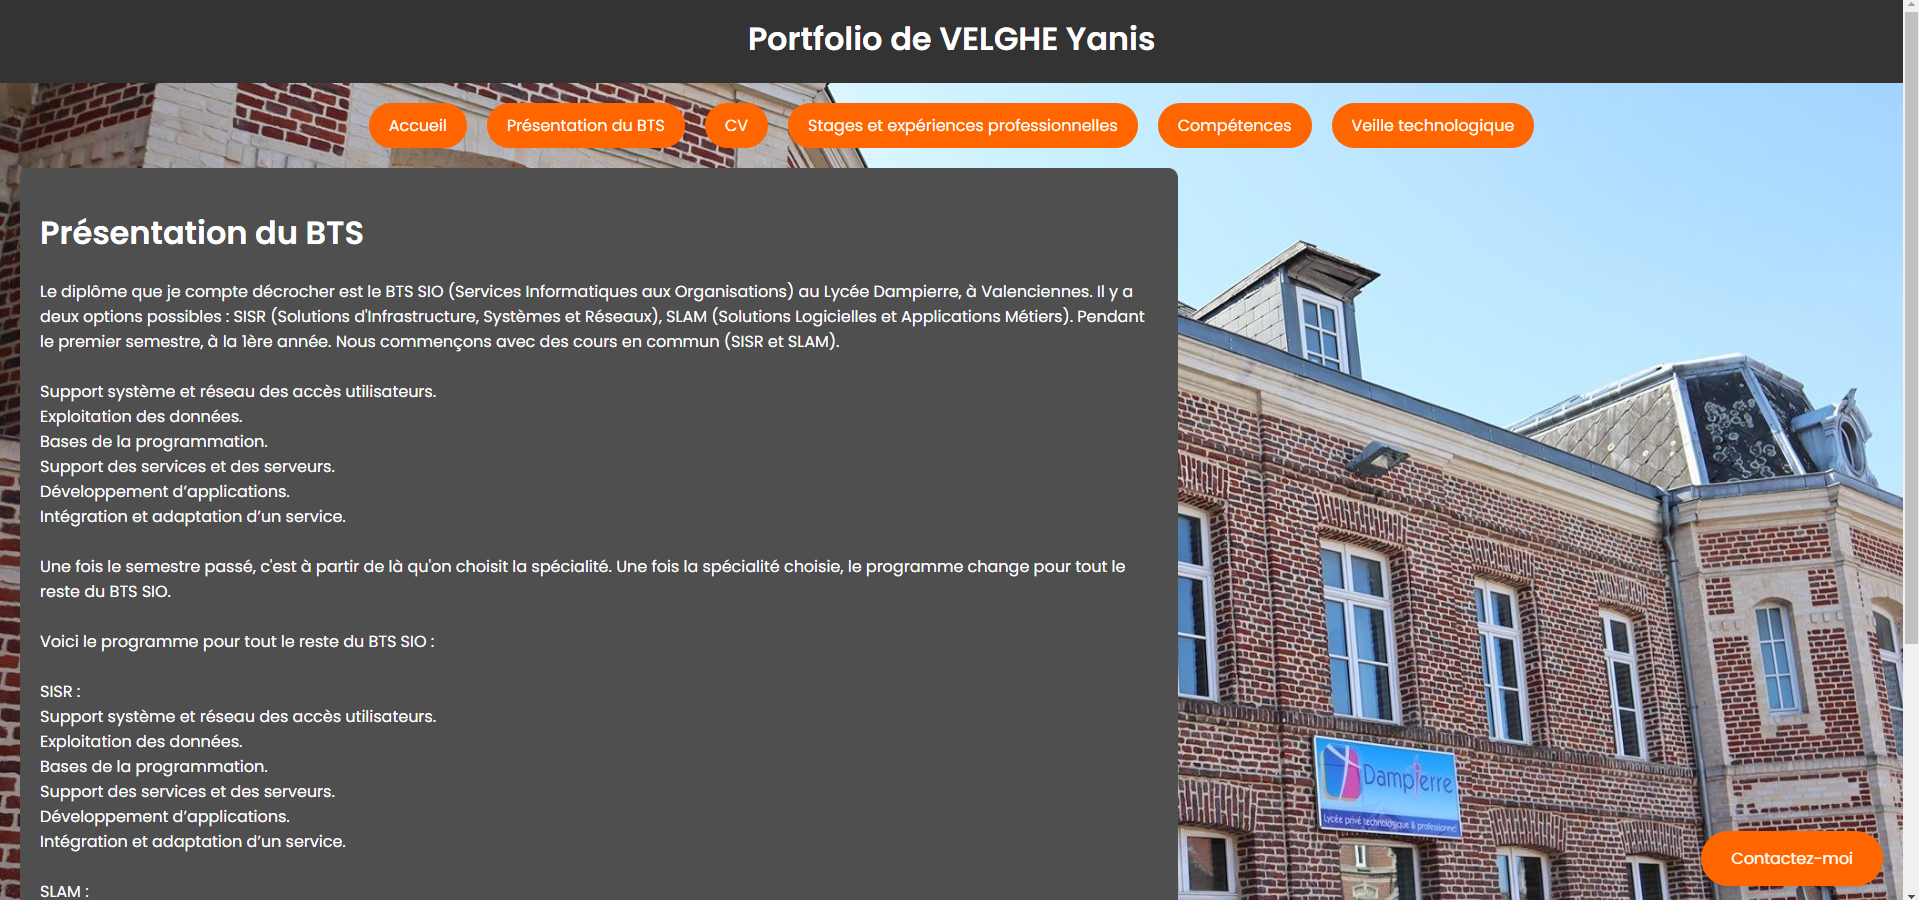 Portfolio de VELGHE Yanis
Accueil
Présentation du BTS
CV
Stages et expériences professionnelles
Compétences
Veille technologique
Présentation du BTS
Le diplôme que je compte décrocher est le BTS SIO (Services Informatiques aux Organisations) au Lycée Dampierre, à Valenciennes. Il y a
deux options possibles : SISR (Solutions d'Infrastructure, Systèmes et Réseaux), SLAM (Solutions Logicielles et Applications Métiers). Pendant
le premier semestre, à la 1ère année. Nous commençons avec des cours en commun (SISR et SLAM).
Support système et réseau des accès utilisateurs.
Exploitation des données.
Bases de la programmation.
Support des services et des serveurs.
Développement d’applications.
Intégration et adaptation d’un service.
Une fois le semestre passé, c'est à partir de là qu'on choisit la spécialité. Une fois la spécialité choisie, le programme change pour tout le
reste du BTS SIO.
Voici le programme pour tout le reste du BTS SIO :
SISR :
Support système et réseau des accès utilisateurs.
Exploitation des données.
Bases de la programmation.
Support des services et des serveurs.
Développement d’applications.
Intégration et adaptation d’un service.
SLAM :
Dampierre
Lycée privé technologique & professionnel
Contactez-moi